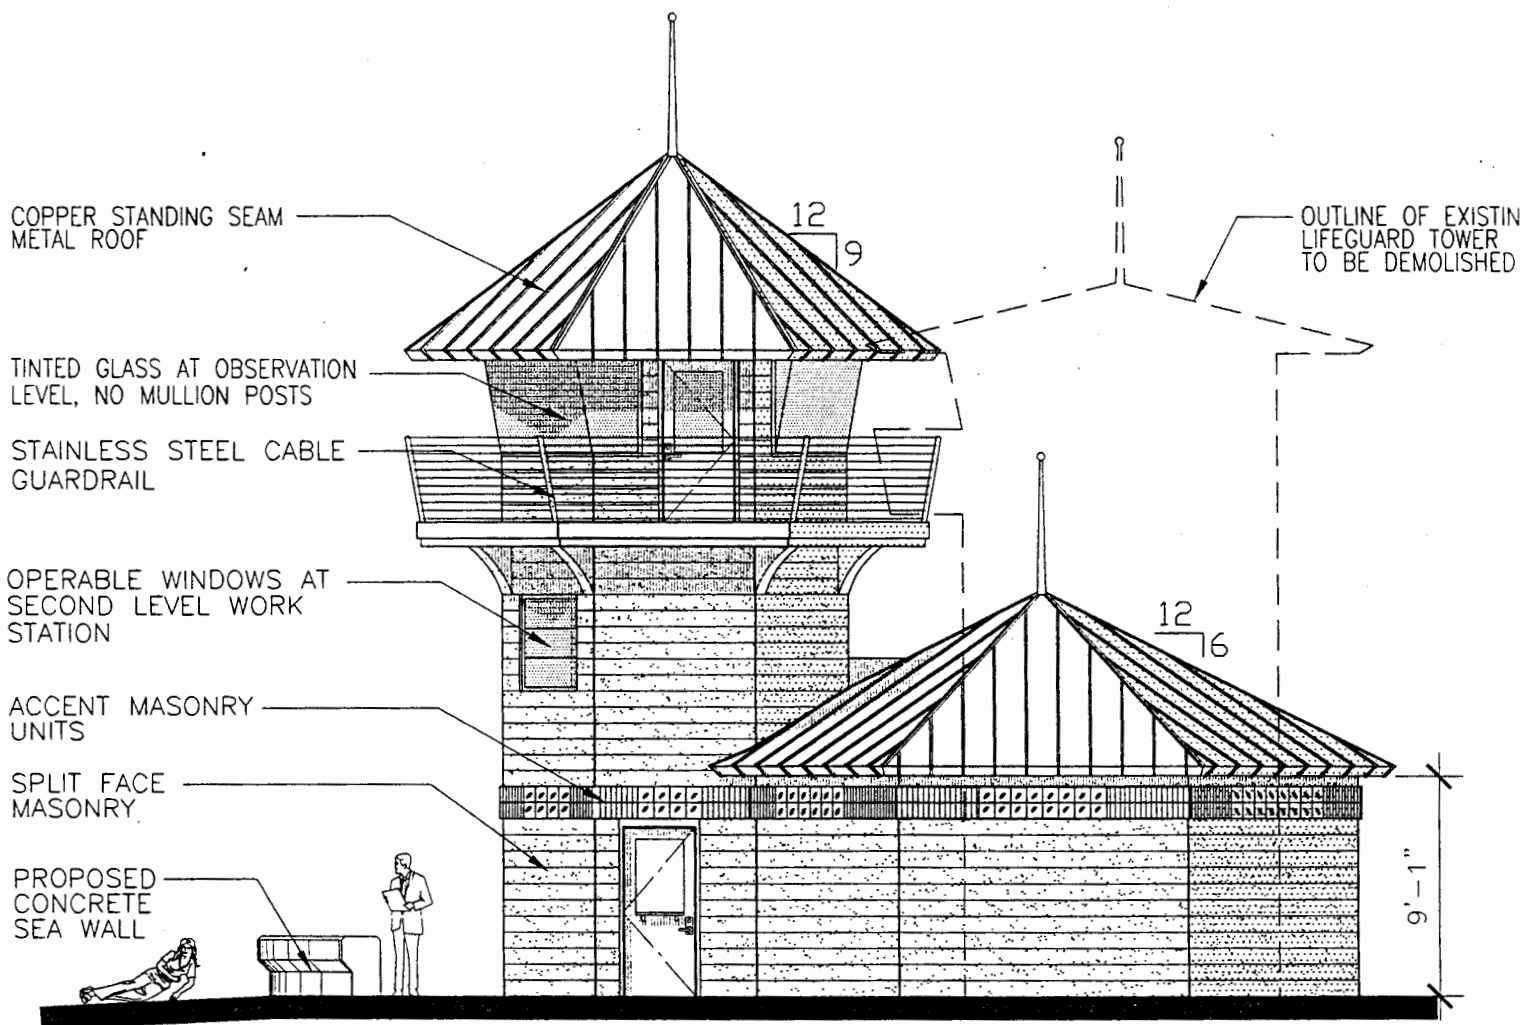 COPPER STANDING SEAM
METAL ROOF
TINTED GLASS AT OBSERVATION
LEVEL, NO MULLION POSTS
STAINLESS STEEL CABLE
GUARDRAIL
OPERABLE WINDOWS AT
SECOND LEVEL WORK
STATION
ACCENT MASONRY
UNITS
SPLIT FACE
MASONRY
PROPOSED
CONCRETE
SEA WALL
12
9
OUTLINE OF EXISTIN
LIFEGUARD TOWER
TO BE DEMOLISHED
12
6
9'-1"